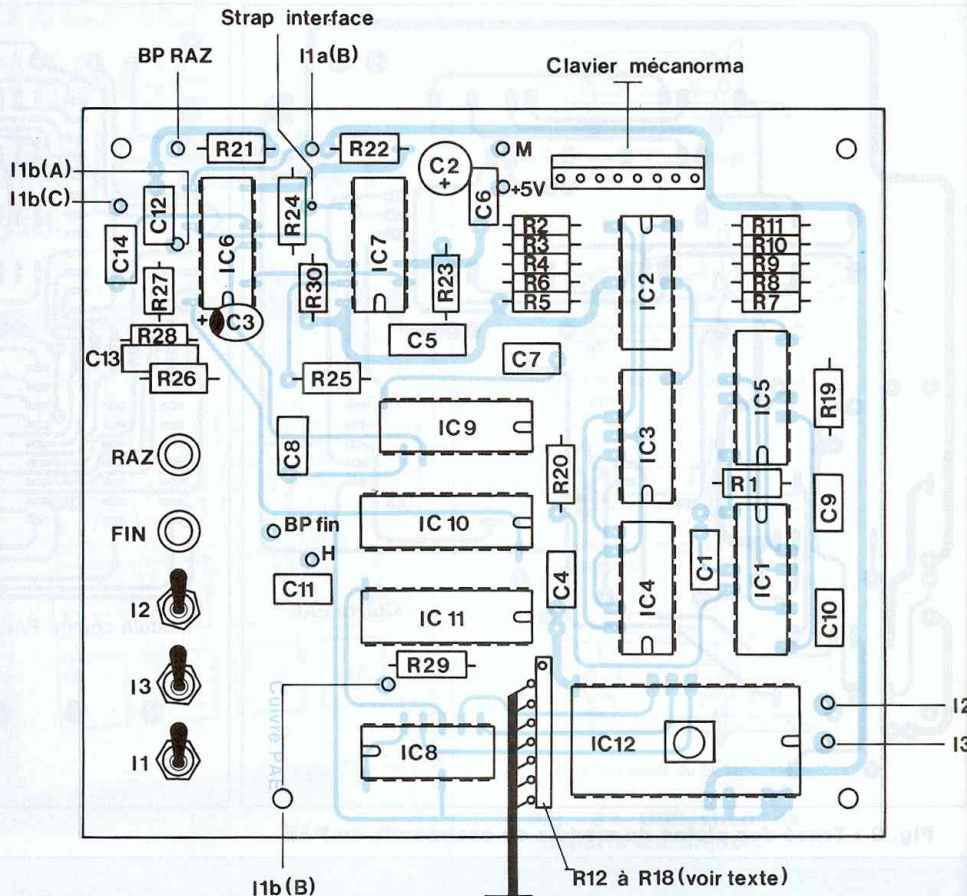 Strap interface
BP RAZ
I1a(B)
Clavier mécanorma
R21
R22
M
C2
+
+5V
I1b(A)
I1b(C)
C12
C14
IC6
R24
IC7
C6
R2
R3
R4
R6
R5
IC2
R11
R10
R9
R8
R7
R27
R30
R23
+
C3
R28
C13
R26
C5
C7
R25
IC9
IC3
IC5
R19
RAZ
C8
R20
R1
C9
FIN
BP fin
IC 10
H
C11
C4
C1
IC1
IC4
C10
I2
IC 11
R29
I3
I1
Cuivre PAE
IC8
IC12
I2
I3
I1b(B)
R12 à R18 (voir texte)